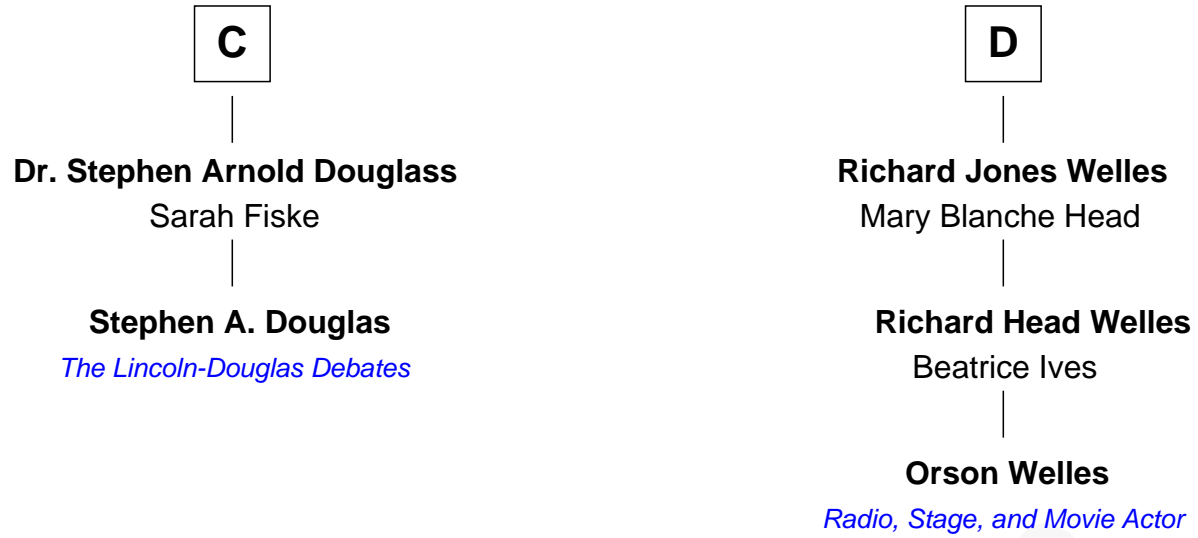 C
Dr. Stephen Arnold Douglass
Sarah Fiske
Stephen A. Douglas
The Lincoln-Douglas Debates
D
Richard Jones Welles
Mary Blanche Head
Richard Head Welles
Beatrice Ives
Orson Welles
Radio, Stage, and Movie Actor